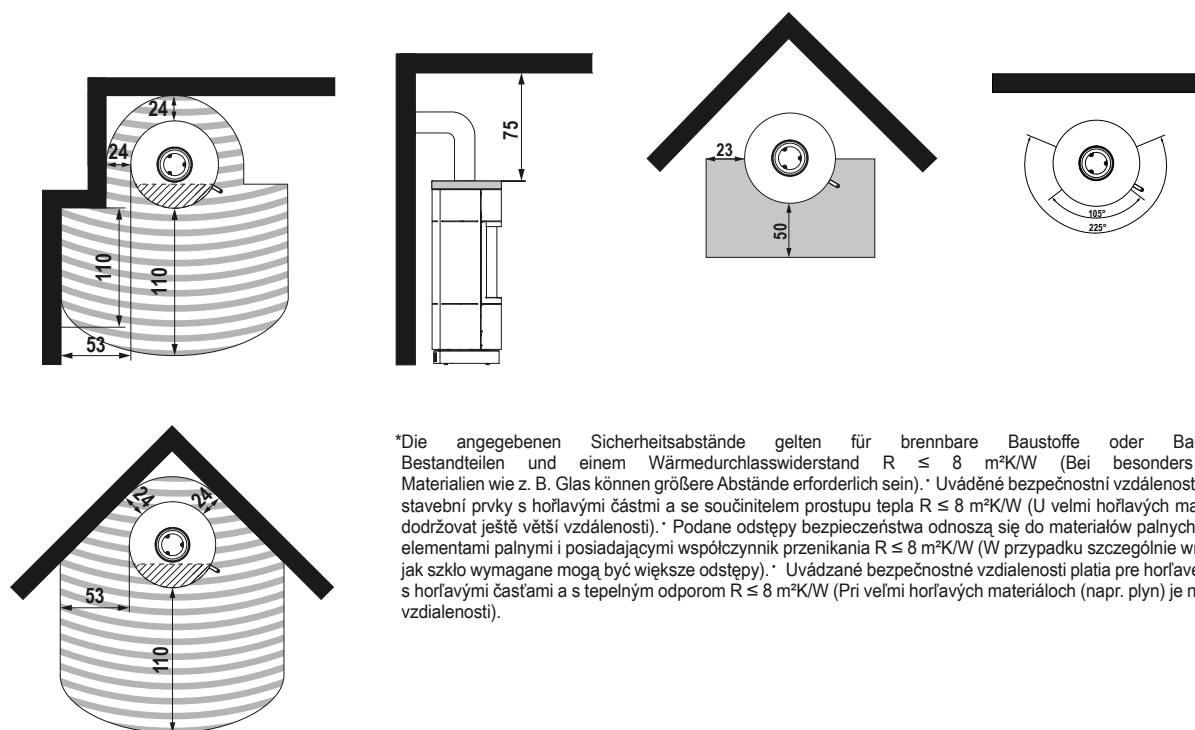 24
24
110
110
53
75
23
50
105°
225°
24
24
53
110
*Die angegebenen Sicherheitsabstände gelten für brennbare Baustoffe oder
Bestandteilen und einem Wärmedurchlasswiderstand R ≤ 8 m²K/W (Bei besonders
Materialien wie z. B. Glas können größere Abstände erforderlich sein).* Uváděné bezpečnostní
stavební prvky s hořlavými částmi a se součinitelem prostupu tepla R ≤ 8 m²K/W (U velmi hořlavých
dodržovat ještě větší vzdálenosti).* Podane odstępy bezpieczeństwa odnoszą się do materiałów palnych
elementami palnymi i posiadającymi współczynnik przenikania R ≤ 8 m²K/W (W przypadku szczególnie
jak szkło wymagane mogą być większe odstępy).* Uvádzané bezpečnostné vzdialenosti platia pre
s horľavými časťami a s tepelným odporom R ≤ 8 m²K/W (Pri veľmi horľavých materiáloch (napr. plyn) je
vzdialenosti).